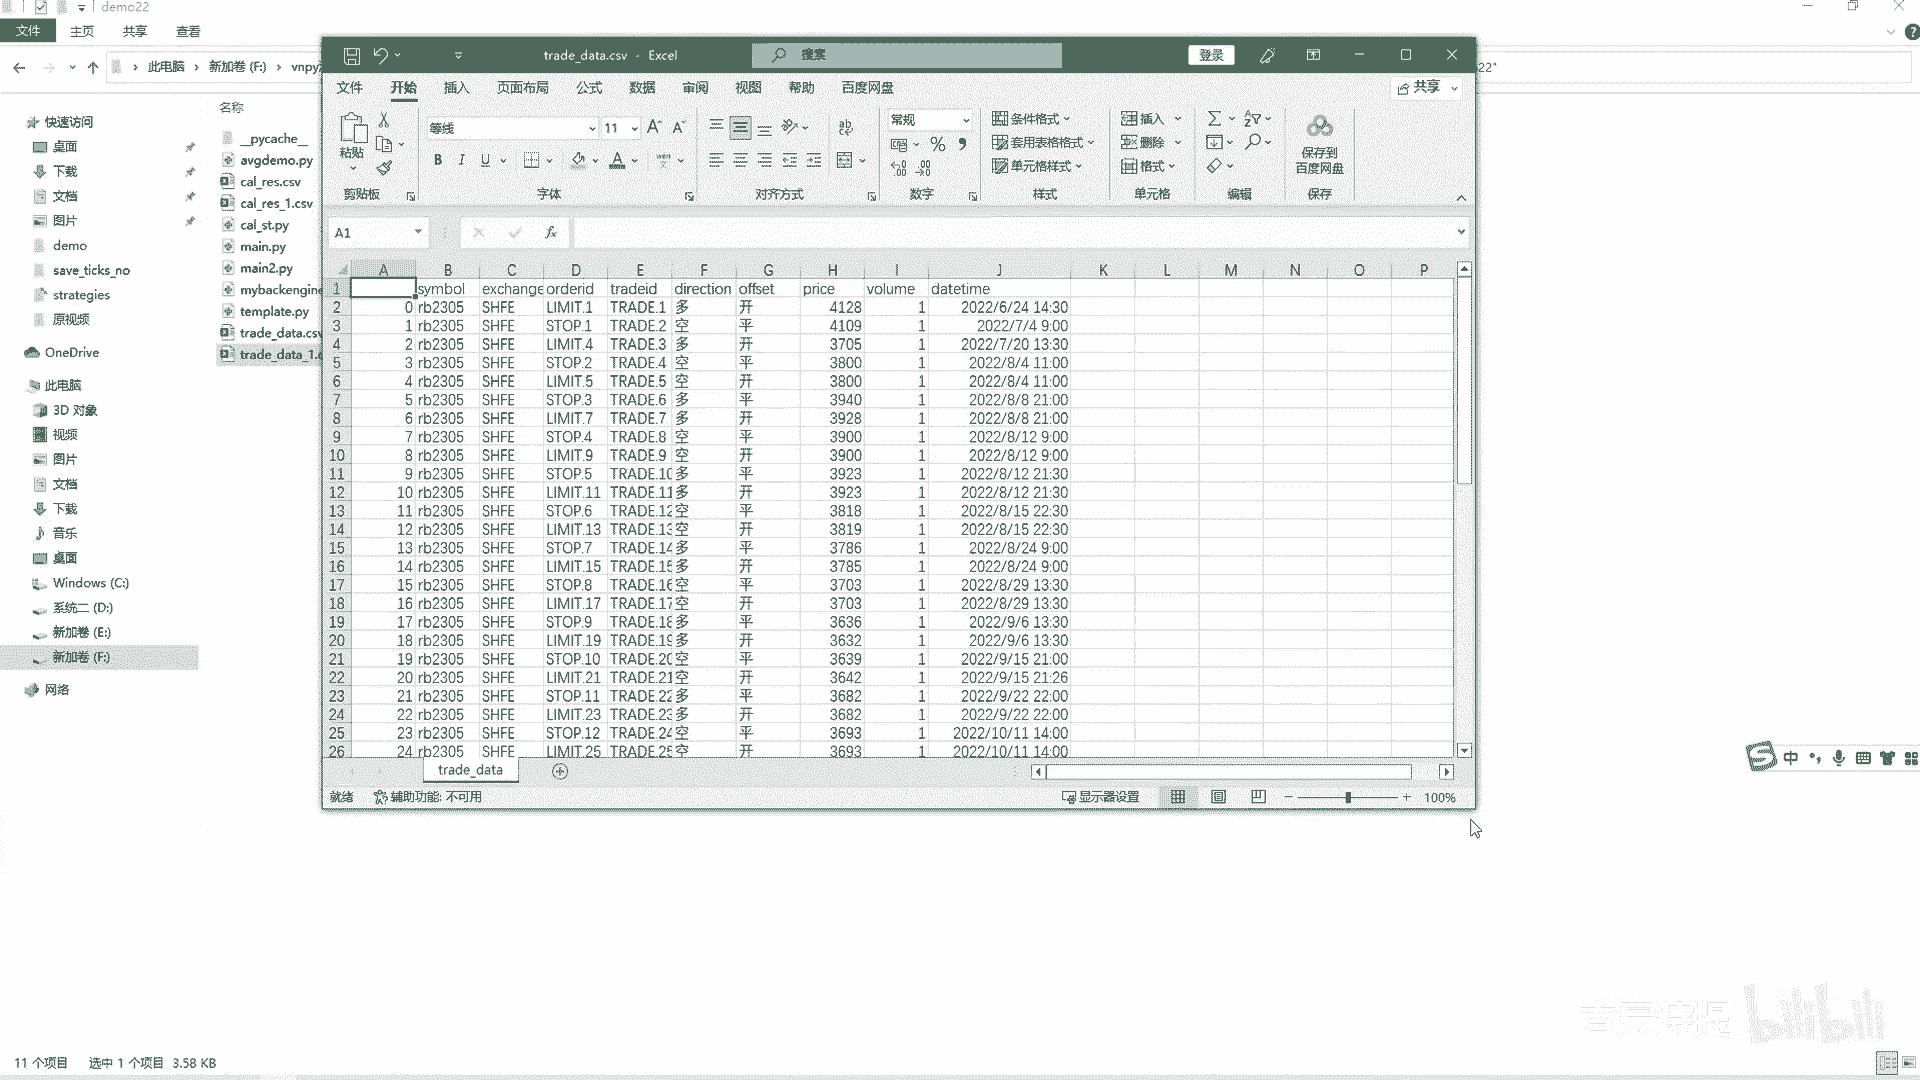 demo22
文件 主页 共享 查看
此电脑 › 新加卷 (F:) › vnpy
22"
快速访问
桌面
下载
文档
图片
demo
save_ticks_no
strategies
原视频
OneDrive
此电脑
3D 对象
视频
图片
文档
下载
音乐
桌面
Windows (C:)
系统二 (D:)
新加卷 (E:)
新加卷 (F:)
网络
名称
__pycache__
avgdemo.py
cal_res.csv
cal_res_1.csv
cal_st.py
main.py
main2.py
mybackengine
template.py
trade_data.csv
trade_data_1.c
trade_data.csv - Excel
搜索
登录
文件 开始 插入 页面布局 公式 数据 审阅 视图 帮助 百度网盘
共享
粘贴
剪贴板
等线 11
B I U
字体
ab
对齐方式
常规
数字
条件格式
套用表格格式
单元格样式
样式
插入
删除
格式
单元格
编辑
保存到
百度网盘
保存
A1 fx
A B C D E F G H I J K L M N O P
1 symbol exchange orderid tradeid direction offset price volume datetime
2 0 rb2305 SHFE LIMIT.1 TRADE.1 多 开 4128 1 2022/6/24 14:30
3 1 rb2305 SHFE STOP.1 TRADE.2 空 平 4109 1 2022/7/4 9:00
4 2 rb2305 SHFE LIMIT.4 TRADE.3 多 开 3705 1 2022/7/20 13:30
5 3 rb2305 SHFE STOP.2 TRADE.4 空 平 3800 1 2022/8/4 11:00
6 4 rb2305 SHFE LIMIT.5 TRADE.5 空 开 3800 1 2022/8/4 11:00
7 5 rb2305 SHFE STOP.3 TRADE.6 多 平 3940 1 2022/8/8 21:00
8 6 rb2305 SHFE LIMIT.7 TRADE.7 多 开 3928 1 2022/8/8 21:00
9 7 rb2305 SHFE STOP.4 TRADE.8 空 平 3900 1 2022/8/12 9:00
10 8 rb2305 SHFE LIMIT.9 TRADE.9 空 开 3900 1 2022/8/12 9:00
11 9 rb2305 SHFE STOP.5 TRADE.10 多 平 3923 1 2022/8/12 21:30
12 10 rb2305 SHFE LIMIT.11 TRADE.11 多 开 3923 1 2022/8/12 21:30
13 11 rb2305 SHFE STOP.6 TRADE.12 空 平 3818 1 2022/8/15 22:30
14 12 rb2305 SHFE LIMIT.13 TRADE.13 空 开 3819 1 2022/8/15 22:30
15 13 rb2305 SHFE STOP.7 TRADE.14 多 平 3786 1 2022/8/24 9:00
16 14 rb2305 SHFE LIMIT.15 TRADE.15 多 开 3785 1 2022/8/24 9:00
17 15 rb2305 SHFE STOP.8 TRADE.16 空 平 3703 1 2022/8/29 13:30
18 16 rb2305 SHFE LIMIT.17 TRADE.17 空 开 3703 1 2022/8/29 13:30
19 17 rb2305 SHFE STOP.9 TRADE.18 多 平 3636 1 2022/9/6 13:30
20 18 rb2305 SHFE LIMIT.19 TRADE.19 多 开 3632 1 2022/9/6 13:30
21 19 rb2305 SHFE STOP.10 TRADE.20 空 平 3639 1 2022/9/15 21:00
22 20 rb2305 SHFE LIMIT.21 TRADE.21 空 开 3642 1 2022/9/15 21:26
23 21 rb2305 SHFE STOP.11 TRADE.22 多 平 3682 1 2022/9/22 22:00
24 22 rb2305 SHFE LIMIT.23 TRADE.23 多 开 3682 1 2022/9/22 22:00
25 23 rb2305 SHFE STOP.12 TRADE.24 空 平 3693 1 2022/10/11 14:00
26 24 rb2305 SHFE LIMIT.25 TRADE.25 空 开 3693 1 2022/10/11 14:00
trade_data
就绪 辅助功能: 不可用 显示器设置 100%
中
bilibili
11 个项目 选中 1 个项目 3.58 KB